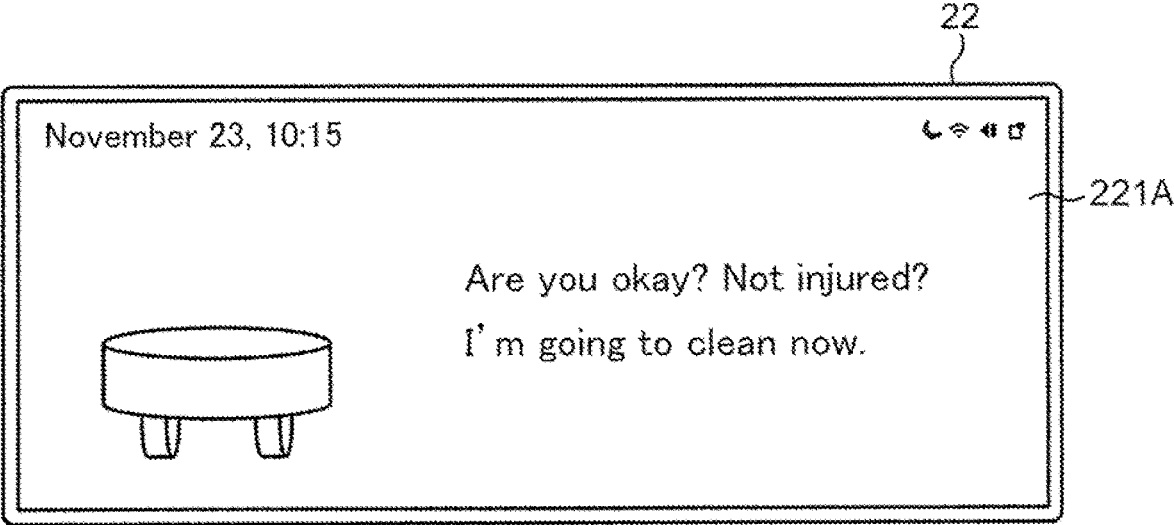 22
November 23, 10:15
221A
Are you okay? Not injured?
I'm going to clean now.